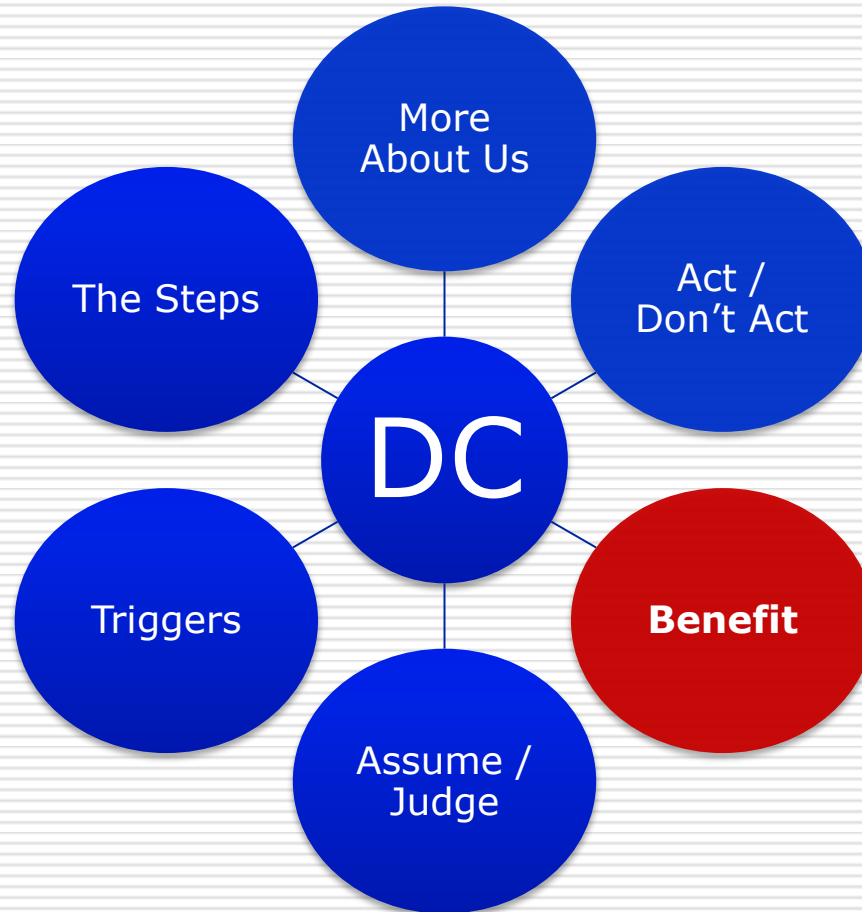 More
About Us
The Steps
Act /
Don’t Act
DC
Triggers
Benefit
Assume /
Judge